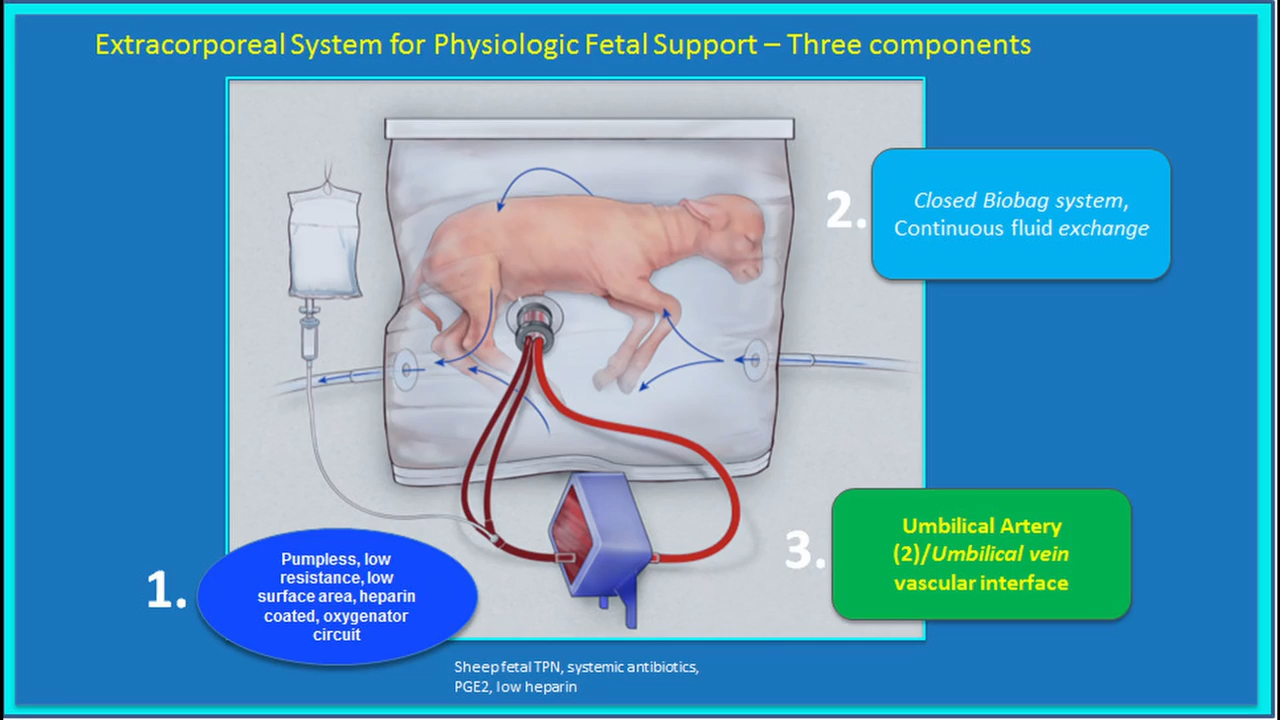 Extracorporeal System for Physiologic Fetal Support – Three components
2.
Closed Biobag system,
Continuous fluid exchange
3.
Umbilical Artery
(2)/Umbilical vein
vascular interface
1.
Pumpless, low
resistance, low
surface area, heparin
coated, oxygenator
circuit
Sheep fetal TPN, systemic antibiotics,
PGE2, low heparin